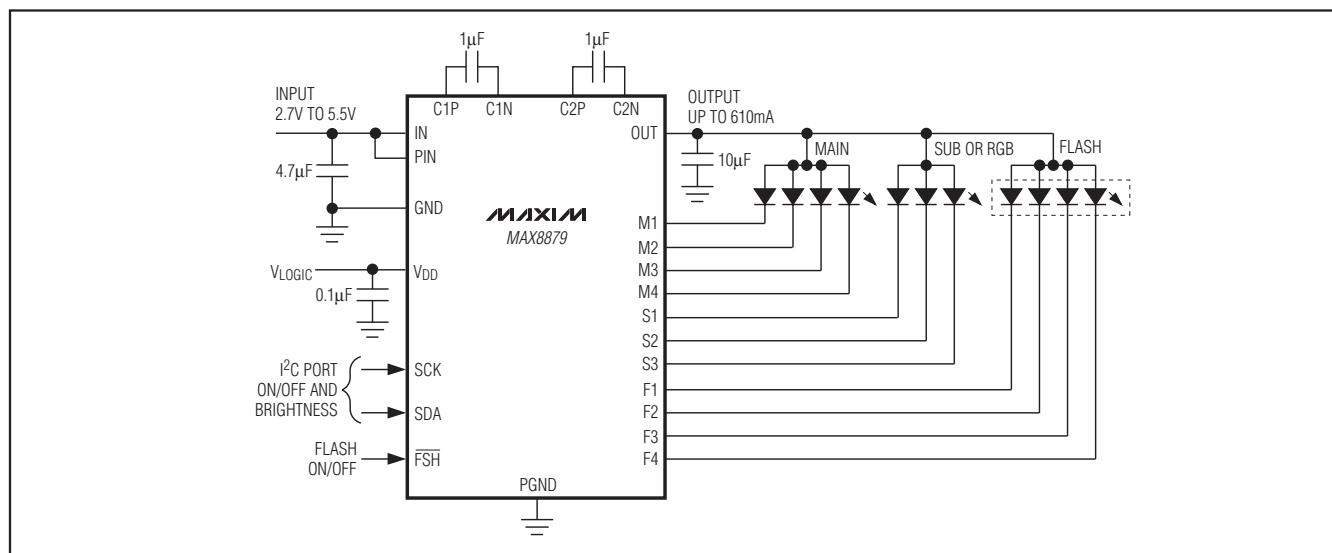 1µF
1µF
INPUT
2.7V TO 5.5V
C1P
C1N
C2P
C2N
OUTPUT
UP TO 610mA
IN
OUT
PIN
4.7µF
10µF
MAIN
SUB OR RGB
FLASH
GND
MAXIM
MAX8879
M1
M2
M3
M4
VLOGIC
VDD
0.1µF
S1
S2
S3
I²C PORT
ON/OFF AND
BRIGHTNESS
SCK
SDA
F1
F2
F3
F4
FLASH
ON/OFF
F̅S̅H̅
PGND